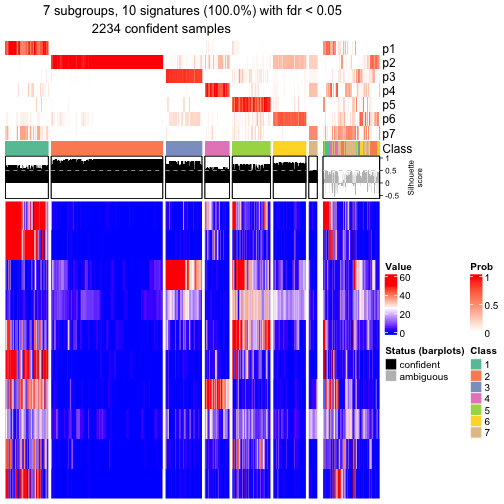 7 subgroups, 10 signatures (100.0%) with fdr < 0.05
2234 confident samples
p1
p2
p3
p4
p5
p6
p7
Class
1
0.5
0
-0.5
Silhouette
score
Value
60
40
20
0
Prob
1
0.5
0
Status (barplots)
confident
ambiguous
Class
1
2
3
4
5
6
7